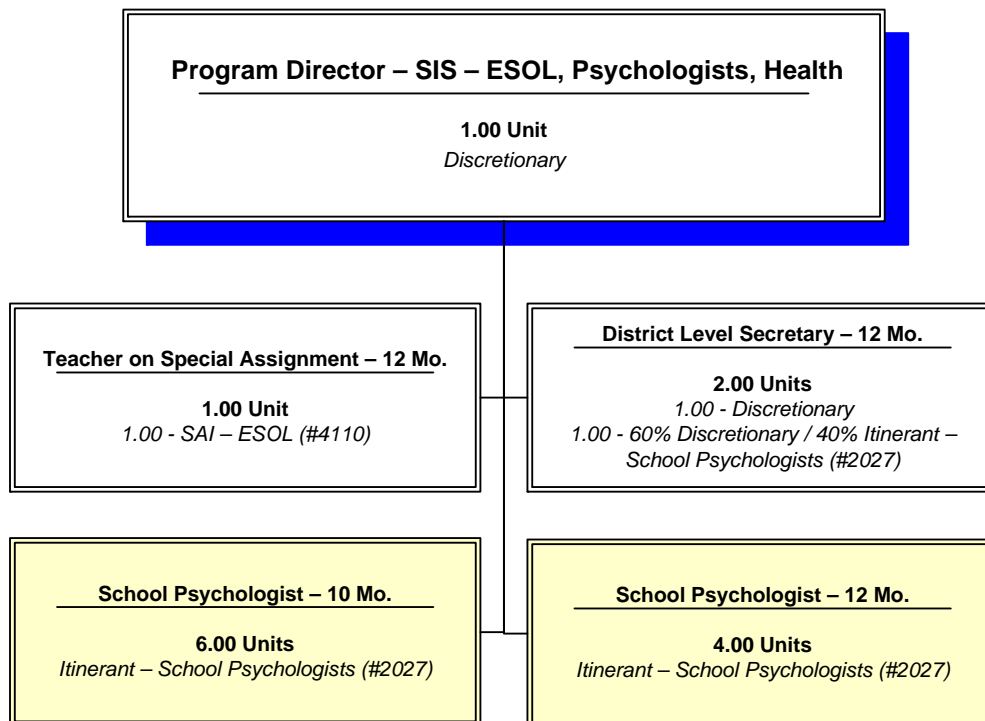 Program Director – SIS – ESOL, Psychologists, Health
1.00 Unit
Discretionary
Teacher on Special Assignment – 12 Mo.
1.00 Unit
1.00 - SAI – ESOL (#4110)
District Level Secretary – 12 Mo.
2.00 Units
1.00 - Discretionary
1.00 - 60% Discretionary / 40% Itinerant –
School Psychologists (#2027)
School Psychologist – 10 Mo.
6.00 Units
Itinerant – School Psychologists (#2027)
School Psychologist – 12 Mo.
4.00 Units
Itinerant – School Psychologists (#2027)